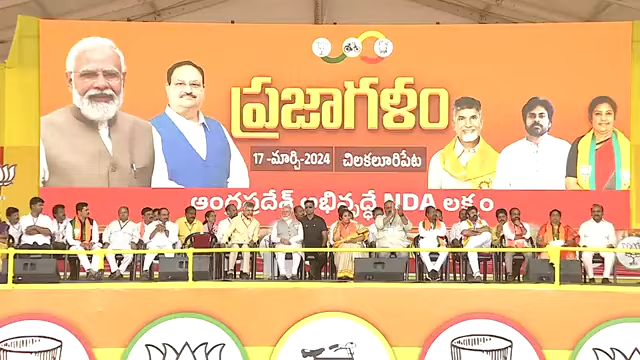 ప్రజాగళం
17 -మార్చి-2024 చిలకలూరిపేట
ఆంధ్రప్రదేశ్ అభివృద్ధే NDA లక్ష్యం